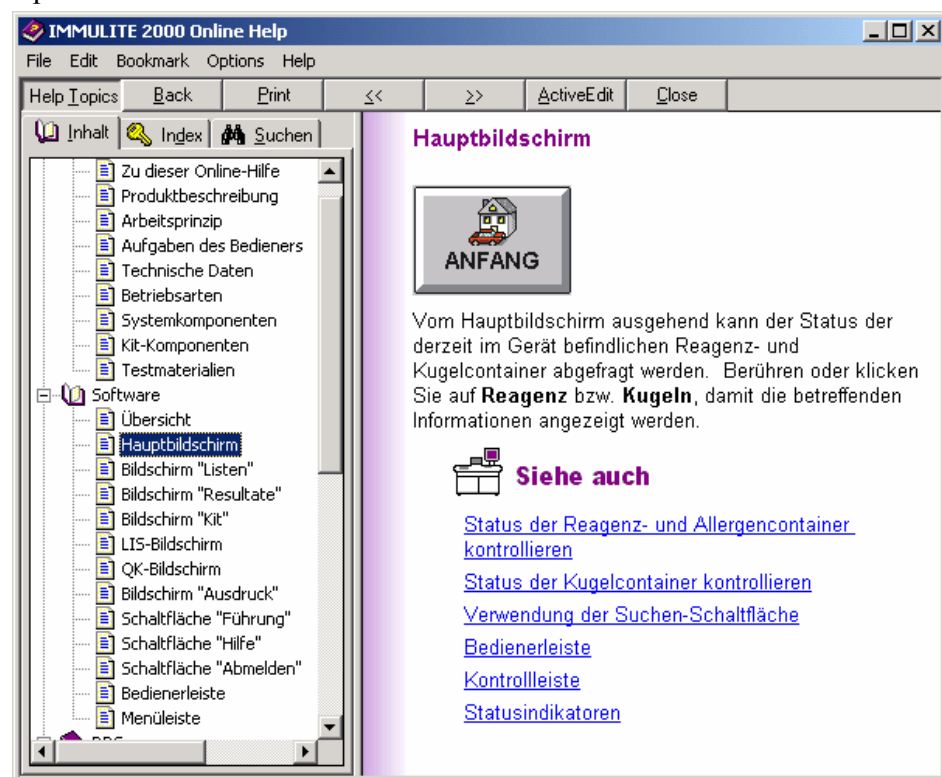 IMMULITE 2000 Online Help
File Edit Bookmark Options Help
Help Topics Back Print << >> ActiveEdit Close
Inhalt Index Suchen
Zu dieser Online-Hilfe
Produktbeschreibung
Arbeitsprinzip
Aufgaben des Bedieners
Technische Daten
Betriebsarten
Systemkomponenten
Kit-Komponenten
Testmaterialien
Software
Übersicht
Hauptbildschirm
Bildschirm "Listen"
Bildschirm "Resultate"
Bildschirm "Kit"
LIS-Bildschirm
QK-Bildschirm
Bildschirm "Ausdruck"
Schaltfläche "Führung"
Schaltfläche "Hilfe"
Schaltfläche "Abmelden"
Bedienerleiste
Menüleiste
Hauptbildschirm
ANFANG
Vom Hauptbildschirm ausgehend kann der Status der
derzeit im Gerät befindlichen Reagenz- und
Kugelcontainer abgefragt werden. Berühren oder klicken
Sie auf Reagenz bzw. Kugeln, damit die betreffenden
Informationen angezeigt werden.
Siehe auch
Status der Reagenz- und Allergencontainer
kontrollieren
Status der Kugelcontainer kontrollieren
Verwendung der Suchen-Schaltfläche
Bedienerleiste
Kontrollleiste
Statusindikatoren